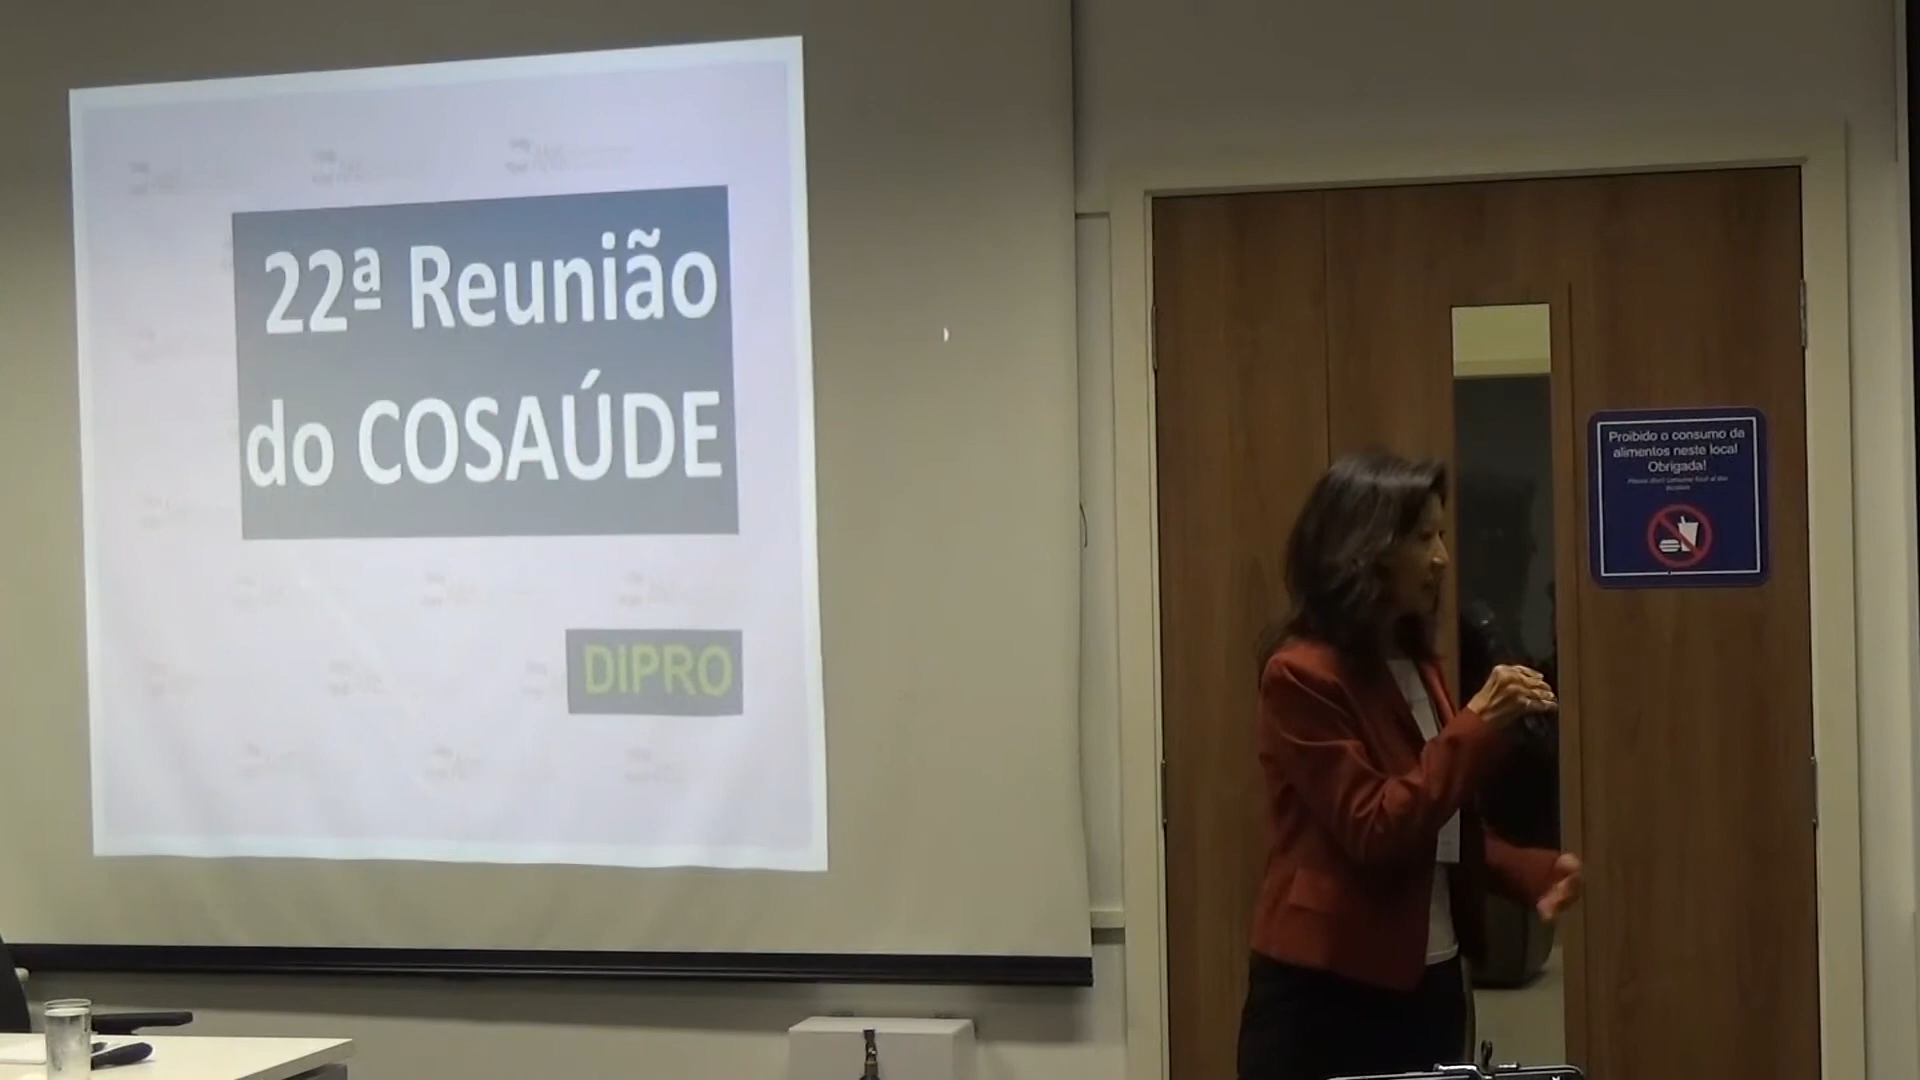 22ª Reunião
do COSAÚDE
DIPRO
Proibido o consumo de
alimentos neste local
Obrigada!